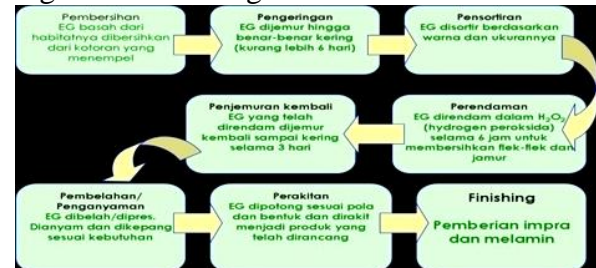 Pembersihan
EG basah dari
habitatnya dibersihkan
dari kotoran yang
menempel
Pengeringan
EG dijemur hingga
benar-benar kering
(kurang lebih 6 hari)
Pensortiran
EG disortir berdasarkan
warna dan ukurannya
Perendaman
EG direndam dalam H₂O₂
(hydrogen peroksida)
selama 6 jam untuk
membersihkan flek-flek dan
jamur
Penjemuran kembali
EG yang telah
direndam dijemur
kembali sampai kering
selama 3 hari
Pembelahan/
Penganyaman
EG dibelah/dipres.
Dianyam dan dikepang
sesuai kebutuhan
Perakitan
EG dipotong sesuai pola
dan bentuk dan dirakit
menjadi produk yang
telah dirancang
Finishing
Pemberian impra
dan melamin